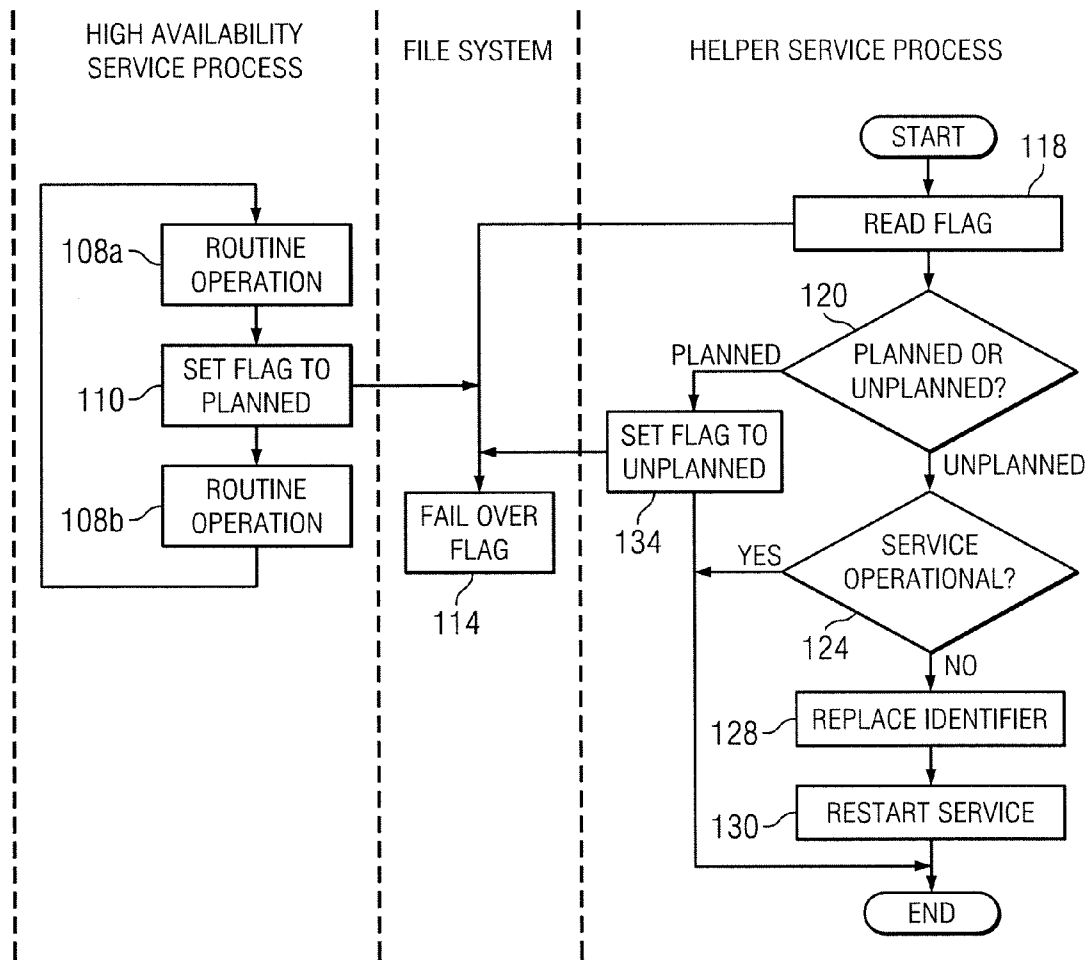 HIGH AVAILABILITY
SERVICE PROCESS
FILE SYSTEM
HELPER SERVICE PROCESS
START
118
READ FLAG
108a
ROUTINE
OPERATION
120
PLANNED OR
UNPLANNED?
PLANNED
110
SET FLAG TO
PLANNED
SET FLAG TO
UNPLANNED
134
UNPLANNED
108b
ROUTINE
OPERATION
FAIL OVER
FLAG
114
YES
SERVICE
OPERATIONAL?
124
NO
128
REPLACE IDENTIFIER
130
RESTART SERVICE
END